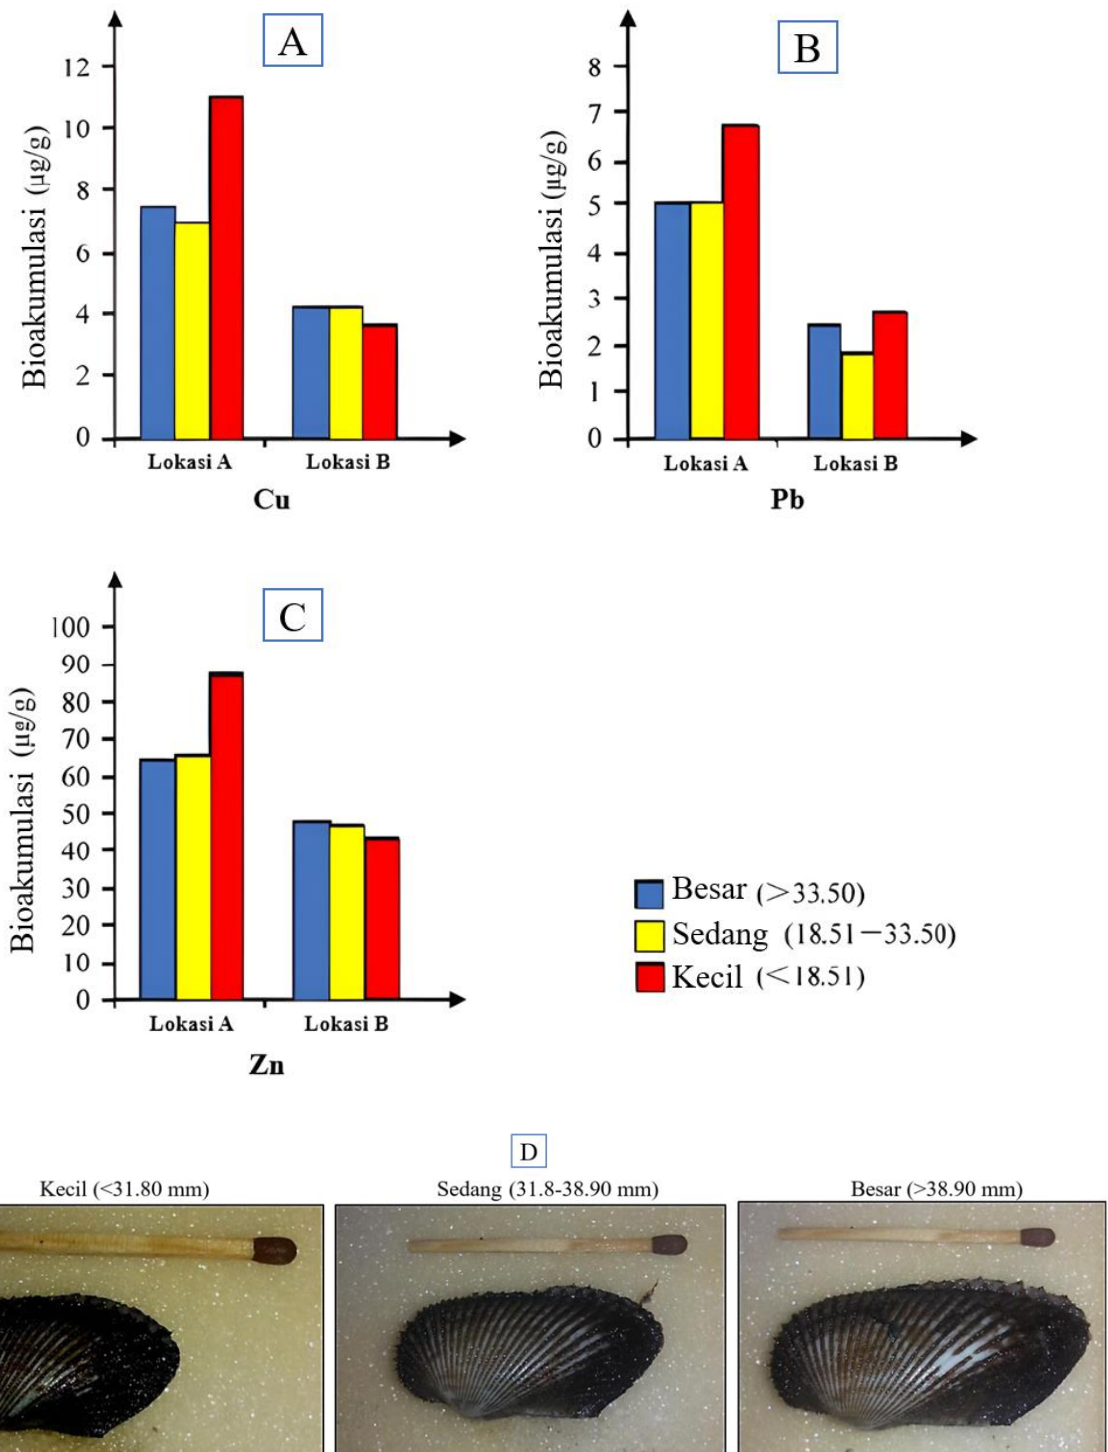 A
Bioakumulasi (µg/g)
12
10
8
6
4
2
0
Lokasi A
Lokasi B
Cu
B
Bioakumulasi (µg/g)
8
7
6
5
4
3
2
1
0
Lokasi A
Lokasi B
Pb
C
Bioakumulasi (µg/g)
100
90
80
70
60
50
40
30
20
10
0
Lokasi A
Lokasi B
Zn
Besar (>33.50)
Sedang (18.51−33.50)
Kecil (<18.51)
D
Kecil (<31.80 mm)
Sedang (31.8-38.90 mm)
Besar (>38.90 mm)